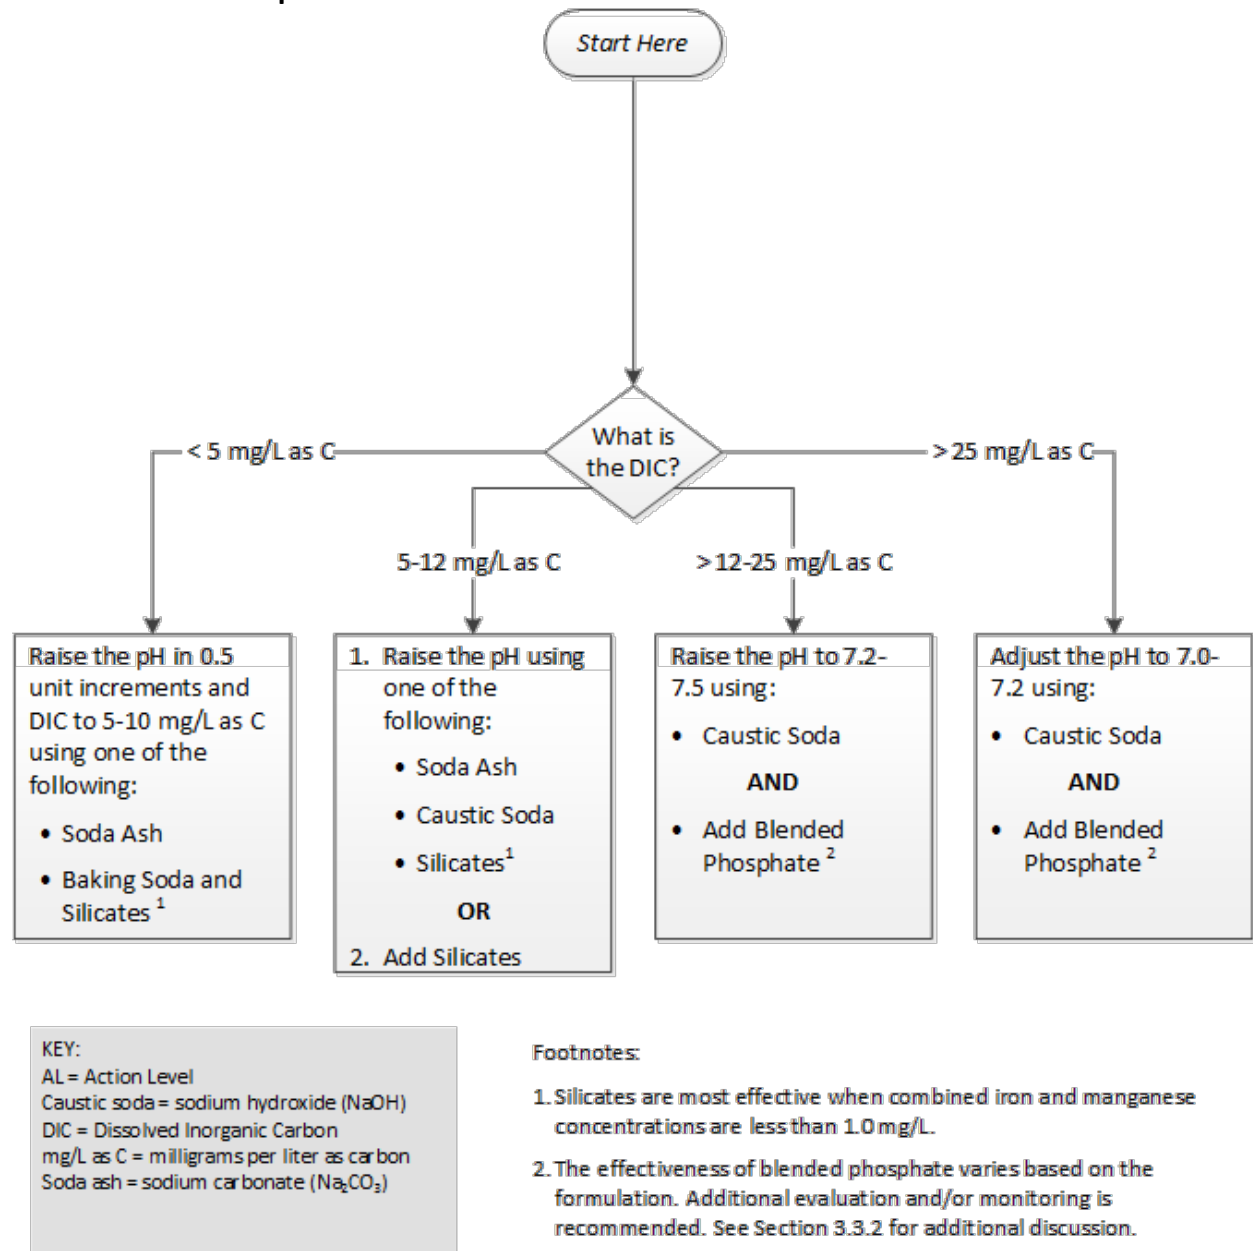 Start Here
What is
the DIC?
< 5 mg/L as C
>25 mg/L as C
5-12 mg/L as C
>12-25 mg/L as C
Raise the pH in 0.5
unit increments and
DIC to 5-10 mg/L as C
using one of the
following:
• Soda Ash
• Baking Soda and
Silicates 1
1. Raise the pH using
one of the
following:
• Soda Ash
• Caustic Soda
• Silicates1
OR
2. Add Silicates
Raise the pH to 7.2-
7.5 using:
• Caustic Soda
AND
• Add Blended
Phosphate 2
Adjust the pH to 7.0-
7.2 using:
• Caustic Soda
AND
• Add Blended
Phosphate 2
KEY:
AL = Action Level
Caustic soda = sodium hydroxide (NaOH)
DIC = Dissolved Inorganic Carbon
mg/L as C = milligrams per liter as carbon
Soda ash = sodium carbonate (Na₂CO₃)
Footnotes:
1. Silicates are most effective when combined iron and manganese
concentrations are less than 1.0 mg/L.
2. The effectiveness of blended phosphate varies based on the
formulation. Additional evaluation and/or monitoring is
recommended. See Section 3.3.2 for additional discussion.